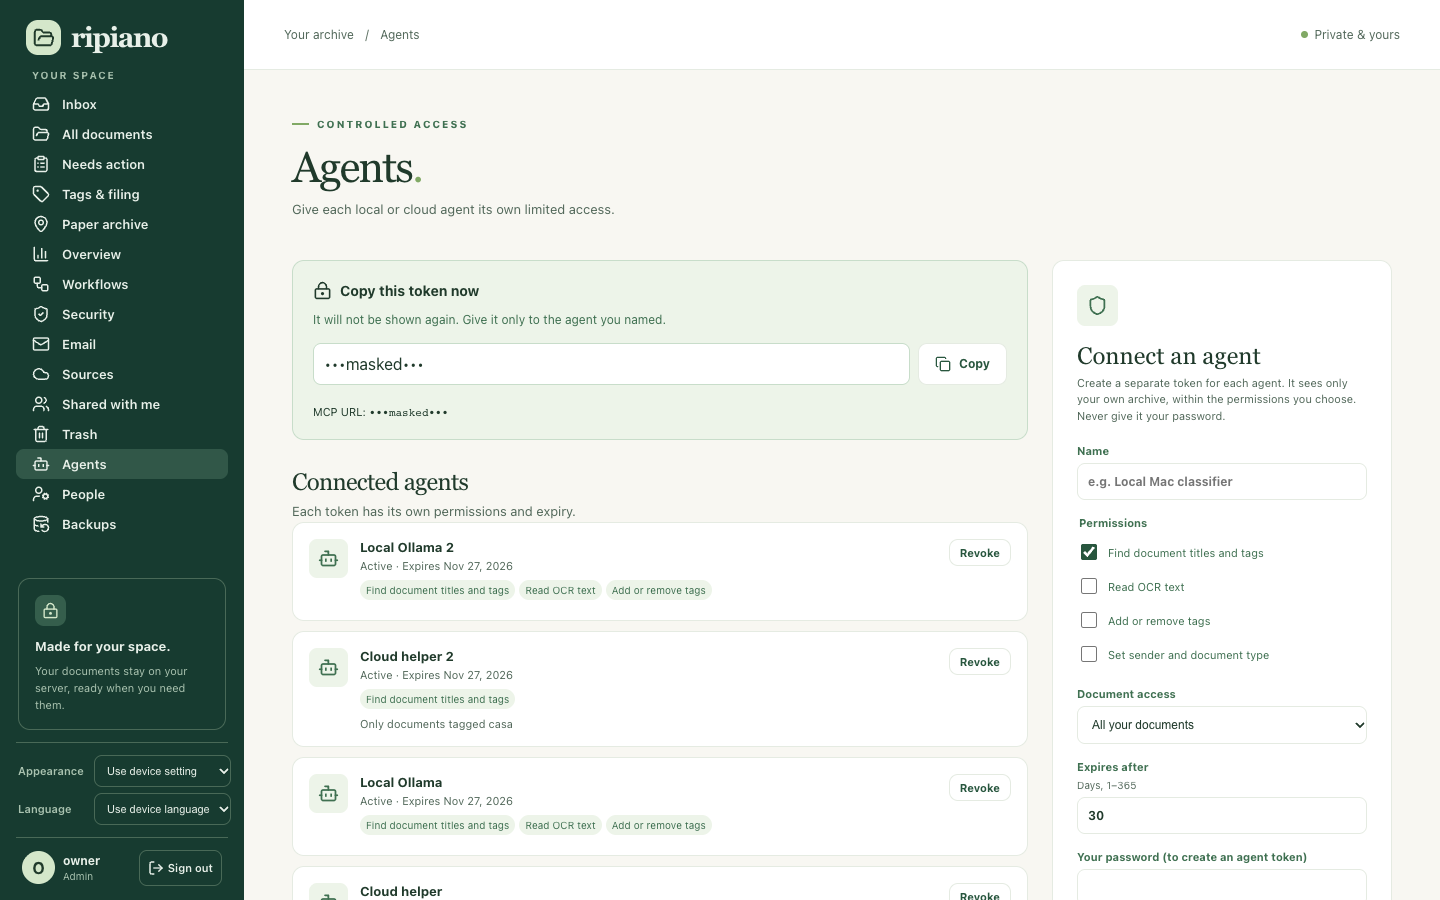 ripiano
YOUR SPACE
Inbox
All documents
Needs action
Tags & filing
Paper archive
Overview
Workflows
Security
Email
Sources
Shared with me
Trash
Agents
People
Backups
Made for your space.
Your documents stay on your
server, ready when you need
them.
Appearance
Use device setting
Language
Use device language
O
owner
Admin
Sign out
Your archive / Agents
Private & yours
CONTROLLED ACCESS
Agents.
Give each local or cloud agent its own limited access.
Copy this token now
It will not be shown again. Give it only to the agent you named.
•••masked•••
Copy
MCP URL: •••masked•••
Connected agents
Each token has its own permissions and expiry.
Local Ollama 2
Active · Expires Nov 27, 2026
Find document titles and tags
Read OCR text
Add or remove tags
Revoke
Cloud helper 2
Active · Expires Nov 27, 2026
Find document titles and tags
Only documents tagged casa
Revoke
Local Ollama
Active · Expires Nov 27, 2026
Find document titles and tags
Read OCR text
Add or remove tags
Revoke
Cloud helper
Revoke
Connect an agent
Create a separate token for each agent. It sees only
your own archive, within the permissions you choose.
Never give it your password.
Name
e.g. Local Mac classifier
Permissions
Find document titles and tags
Read OCR text
Add or remove tags
Set sender and document type
Document access
All your documents
Expires after
Days, 1–365
30
Your password (to create an agent token)